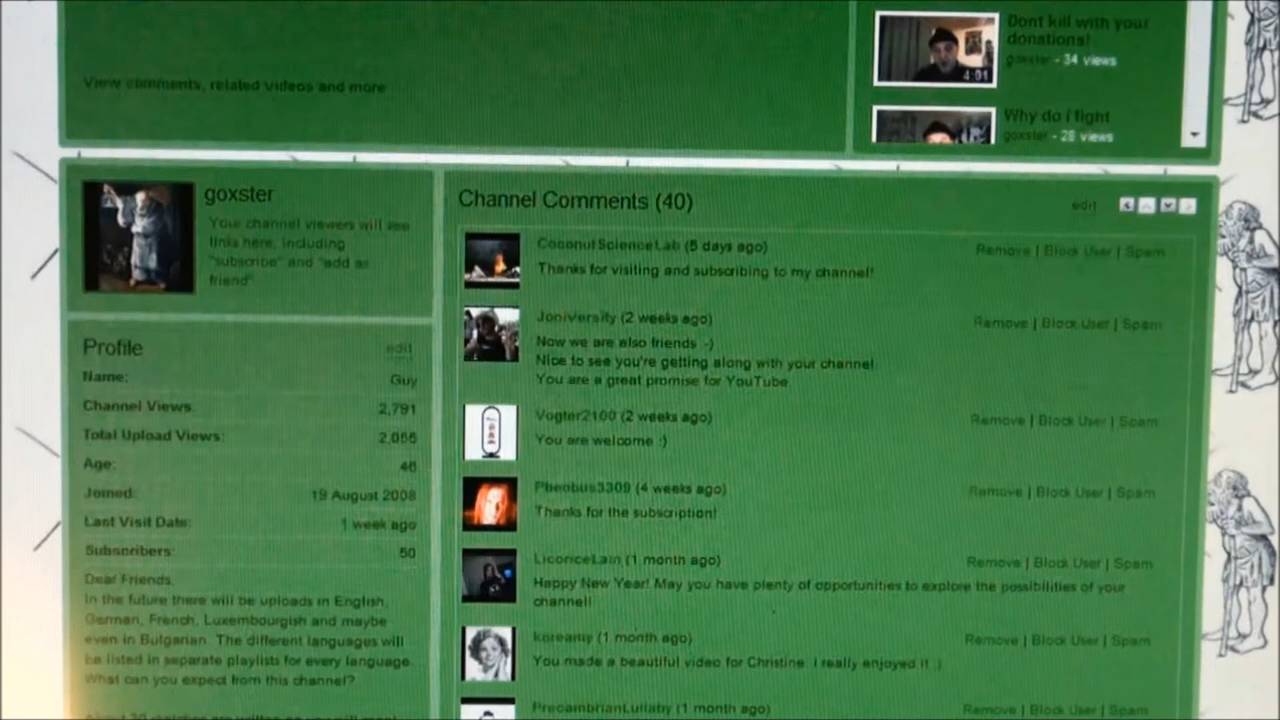 Dont kill with your
donations!
goxster - 34 views
4:01
View comments, related videos and more
Why do i fight
goxster - 28 views
goxster
Your channel viewers will see
links here, including
"subscribe" and "add as
friend"
Profile
edit
Name:
Guy
Channel Views:
2,791
Total Upload Views:
2,055
Age:
46
Joined:
19 August 2008
Last Visit Date:
1 week ago
Subscribers:
50
Dear Friends,
In the future there will be uploads in English,
German, French, Luxembourgish and maybe
even in Bulgarian. The different languages will
be listed in separate playlists for every language.
What can you expect from this channel?
Channel Comments (40)
edit
CoconutScienceLab (5 days ago)
Remove | Block User | Spam
Thanks for visiting and subscribing to my channel!
Joniversity (2 weeks ago)
Remove | Block User | Spam
Now we are also friends :-)
Nice to see you're getting along with your channel
You are a great promise for YouTube
Vogter2100 (2 weeks ago)
Remove | Block User | Spam
You are welcome :)
Pheobus3309 (4 weeks ago)
Remove | Block User | Spam
Thanks for the subscription!
LicoriceLain (1 month ago)
Remove | Block User | Spam
Happy New Year! May you have plenty of opportunities to explore the possibilities of your
channel!
koreamy (1 month ago)
Remove | Block User | Spam
You made a beautiful video for Christine. I really enjoyed it :)
PrecambrianLullaby (1 month ago)
Remove | Block User | Spam